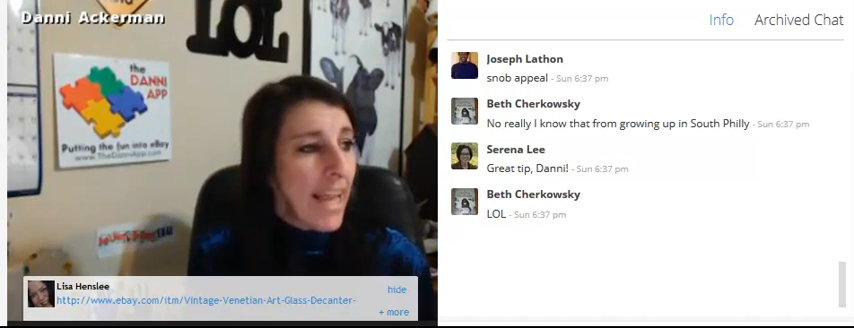 Danni Ackerman
LOL
the
DANNI
APP
Putting the fun into eBay
www.TheDanniApp.com
Lisa Henslee
hide
http://www.ebay.com/itm/Vintage-Venetian-Art-Glass-Decanter-
+ more
Info
Archived Chat
Joseph Lathon
snob appeal - Sun 6:37 pm
Beth Cherkowsky
No really I know that from growing up in South Philly - Sun 6:37 pm
Serena Lee
Great tip, Danni! - Sun 6:37 pm
Beth Cherkowsky
LOL - Sun 6:37 pm